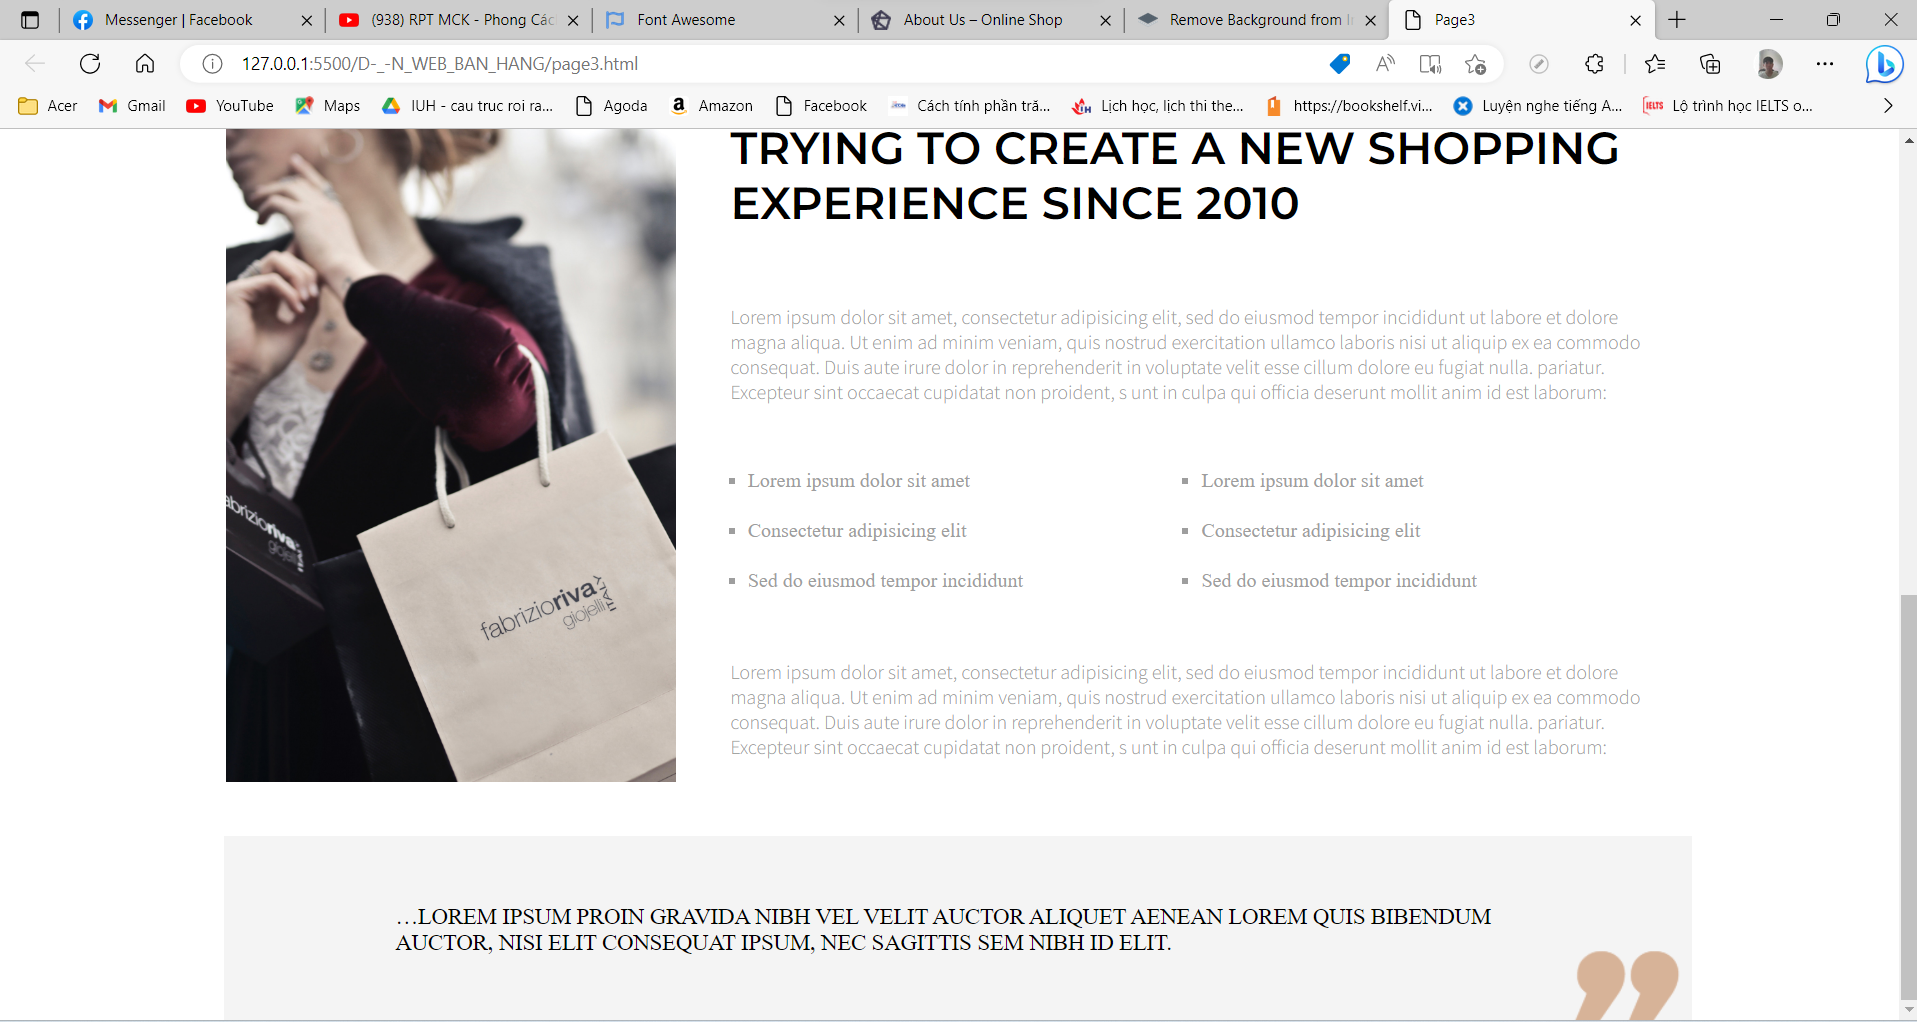 Messenger | Facebook
(938) RPT MCK - Phong Các
Font Awesome
About Us – Online Shop
Remove Background from I
Page3
127.0.0.1:5500/D-_-N_WEB_BAN_HANG/page3.html
Acer
Gmail
YouTube
Maps
IUH - cau truc roi ra...
Agoda
Amazon
Facebook
Cách tính phần tră...
Lịch học, lịch thi the...
https://bookshelf.vi...
Luyện nghe tiếng A...
IELTS
Lộ trình học IELTS o...
TRYING TO CREATE A NEW SHOPPING
EXPERIENCE SINCE 2010
Lorem ipsum dolor sit amet, consectetur adipisicing elit, sed do eiusmod tempor incididunt ut labore et dolore
magna aliqua. Ut enim ad minim veniam, quis nostrud exercitation ullamco laboris nisi ut aliquip ex ea commodo
consequat. Duis aute irure dolor in reprehenderit in voluptate velit esse cillum dolore eu fugiat nulla. pariatur.
Excepteur sint occaecat cupidatat non proident, s unt in culpa qui officia deserunt mollit anim id est laborum:
Lorem ipsum dolor sit amet
Consectetur adipisicing elit
Sed do eiusmod tempor incididunt
Lorem ipsum dolor sit amet
Consectetur adipisicing elit
Sed do eiusmod tempor incididunt
Lorem ipsum dolor sit amet, consectetur adipisicing elit, sed do eiusmod tempor incididunt ut labore et dolore
magna aliqua. Ut enim ad minim veniam, quis nostrud exercitation ullamco laboris nisi ut aliquip ex ea commodo
consequat. Duis aute irure dolor in reprehenderit in voluptate velit esse cillum dolore eu fugiat nulla. pariatur.
Excepteur sint occaecat cupidatat non proident, s unt in culpa qui officia deserunt mollit anim id est laborum:
fabrizioriva
gioielli
ITALY
fabrizioriva
gioielli
…LOREM IPSUM PROIN GRAVIDA NIBH VEL VELIT AUCTOR ALIQUET AENEAN LOREM QUIS BIBENDUM
AUCTOR, NISI ELIT CONSEQUAT IPSUM, NEC SAGITTIS SEM NIBH ID ELIT.
”